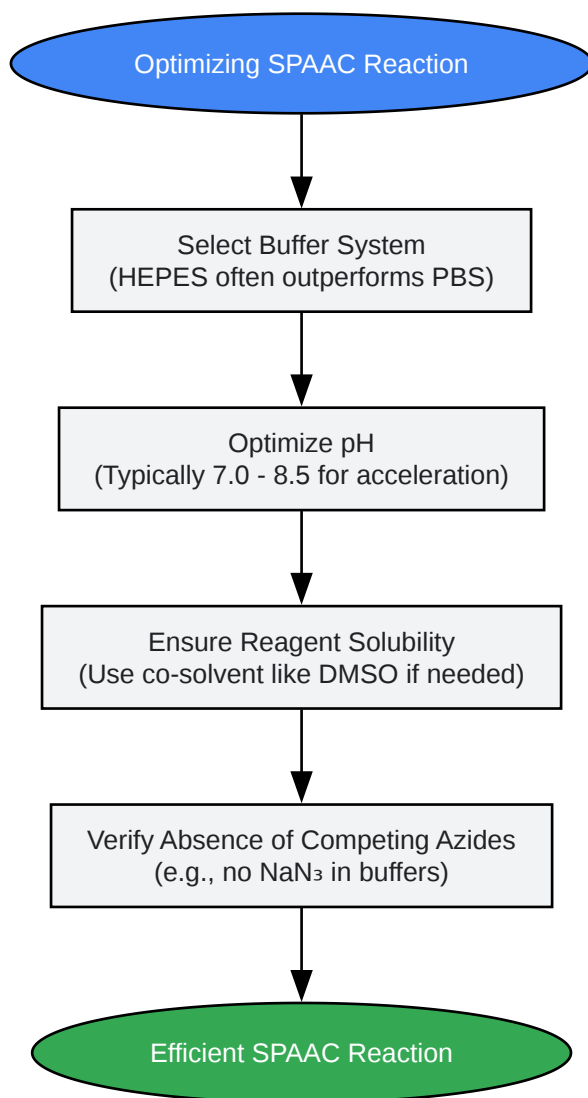 Optimizing SPAAC Reaction
Select Buffer System
(HEPES often outperforms PBS)
Optimize pH
(Typically 7.0 - 8.5 for acceleration)
Ensure Reagent Solubility
(Use co-solvent like DMSO if needed)
Verify Absence of Competing Azides
(e.g., no NaN₃ in buffers)
Efficient SPAAC Reaction